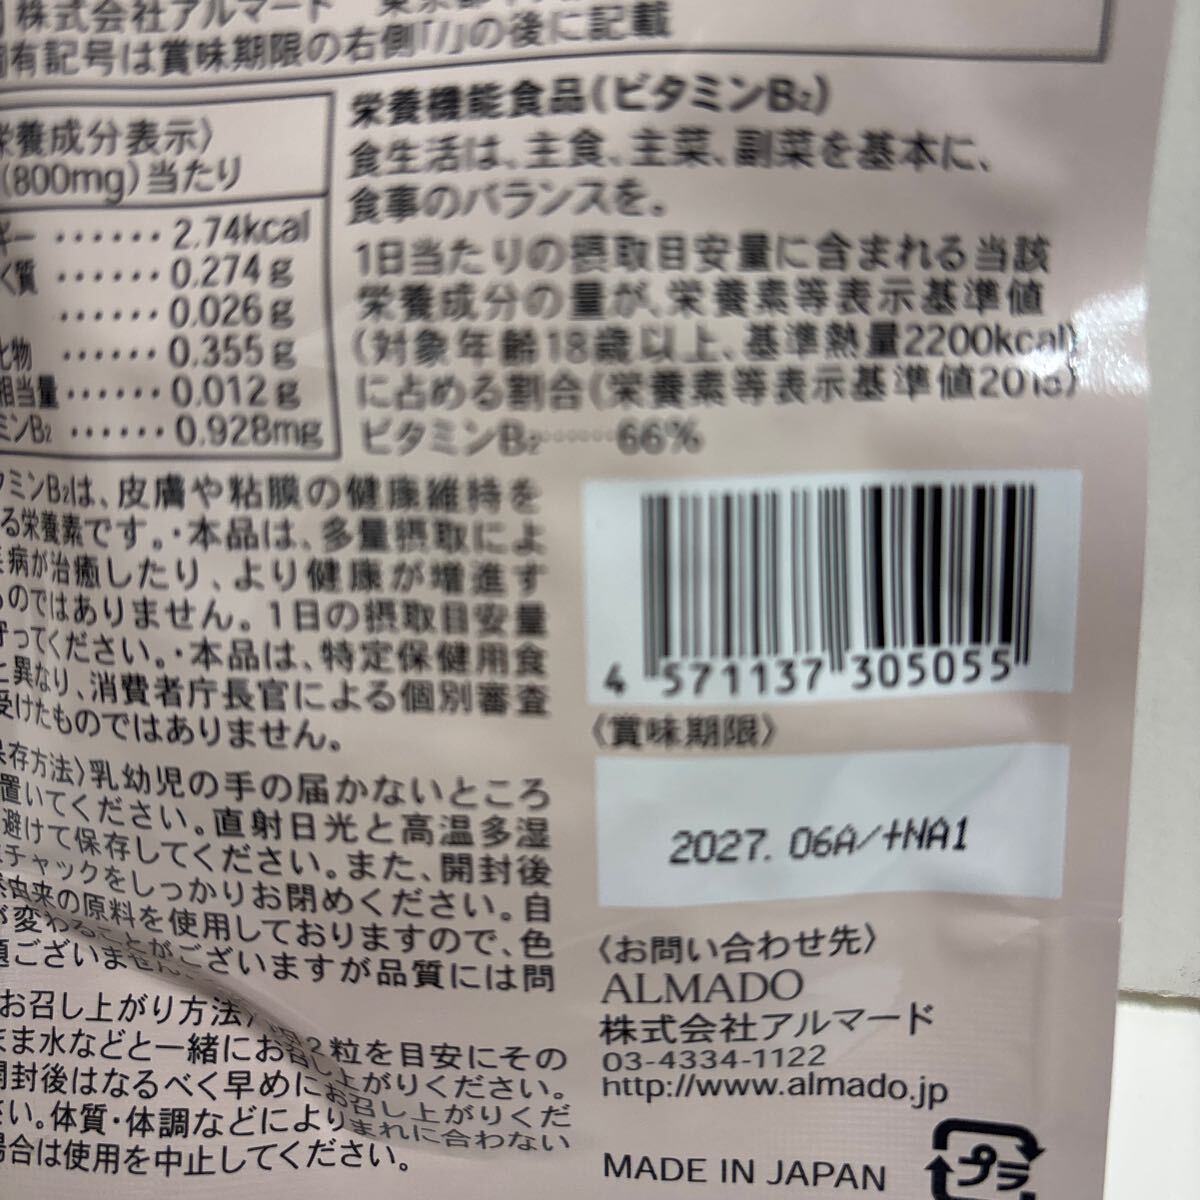 株式会社アルマード
有記号は賞味期限の右側「/」の後に記載
栄養成分表示〉
(800mg)当たり
ギー ······ 2.74kcal
く質 ······ 0.274g
······ 0.026g
化物 ······ 0.355g
相当量 ······ 0.012g
ミンB2 ······ 0.928mg
栄養機能食品(ビタミンB2)
食生活は、主食、主菜、副菜を基本に、
食事のバランスを。
1日当たりの摂取目安量に含まれる当該
栄養成分の量が、栄養素等表示基準値
(対象年齢18歳以上、基準熱量2200kcal)
に占める割合(栄養素等表示基準値2015)
ビタミンB2······66%
タミンB2は、皮膚や粘膜の健康維持を
る栄養素です。・本品は、多量摂取によ
病が治癒したり、より健康が増進す
ものではありません。1日の摂取目安量
守ってください。・本品は、特定保健用食
と異なり、消費者庁長官による個別審査
受けたものではありません。
保存方法〉乳幼児の手の届かないところ
置いてください。直射日光と高温多湿
避けて保存してください。また、開封後
チャックをしっかりお閉めください。自
然由来の原料を使用しておりますので、色
が変わることがございますが品質には問
題ございません。
お召し上がり方法〉
まま水などと一緒にお召し上がりください。
開封後はなるべく早めにお召し上がりくだ
さい。体質・体調などによりまれに合わない
場合は使用を中止してください。
4 571137 305055
〈賞味期限〉
2027. 06A/+NA1
〈お問い合わせ先〉
ALMADO
株式会社アルマード
03-4334-1122
http://www.almado.jp
MADE IN JAPAN
プラ